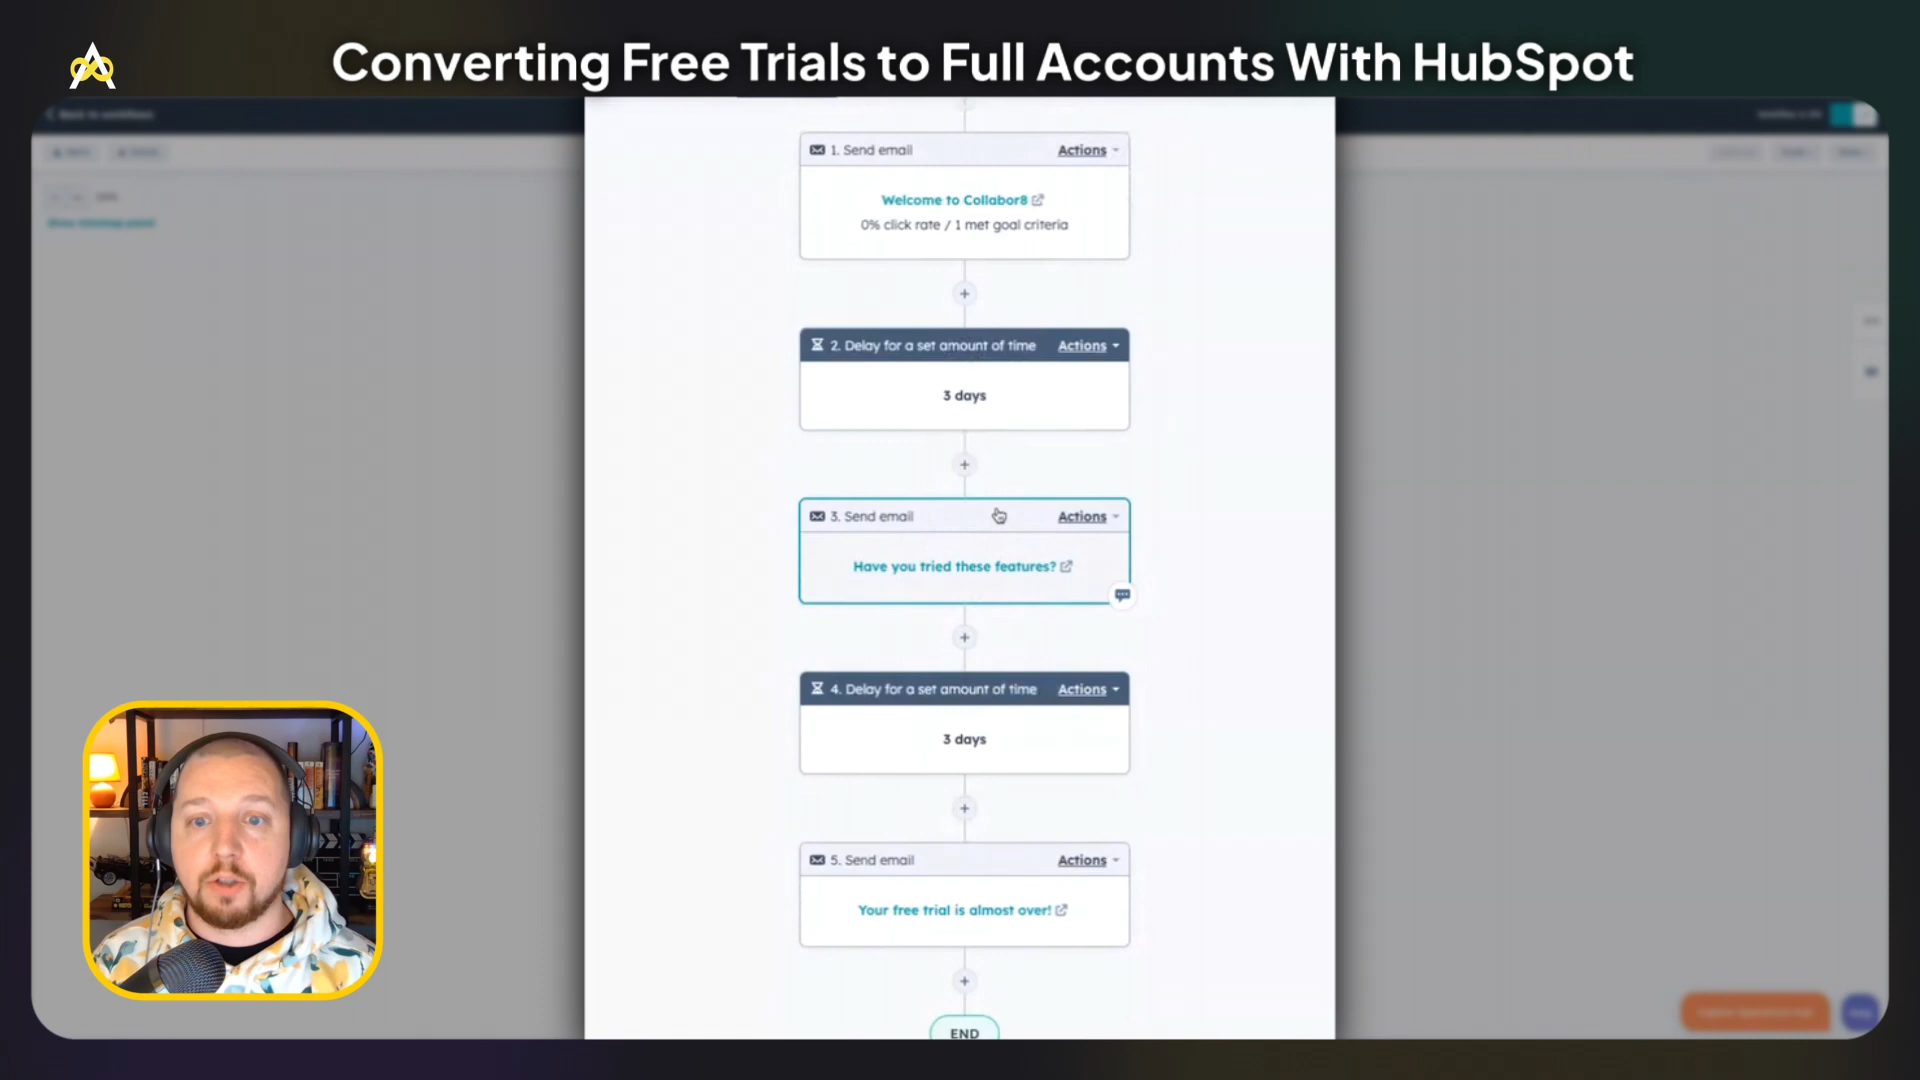 Converting Free Trials to Full Accounts With HubSpot
Back to workflows
1. Send email Actions
Welcome to Collabor8
0% click rate / 1 met goal criteria
2. Delay for a set amount of time Actions
3 days
3. Send email Actions
Have you tried these features?
4. Delay for a set amount of time Actions
3 days
5. Send email Actions
Your free trial is almost over!
END